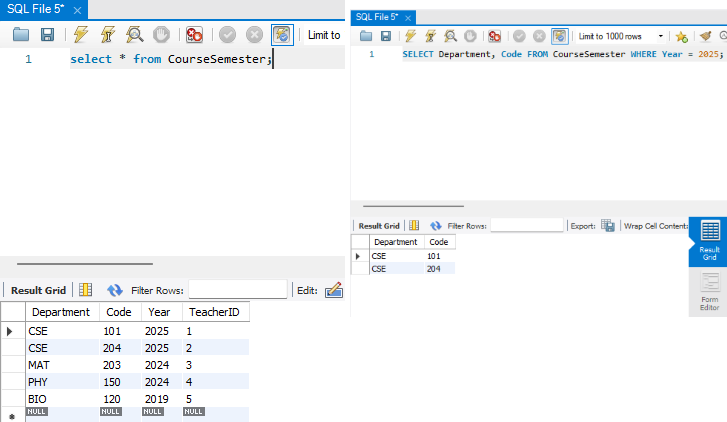 SQL File 5*
Limit to
1 select * from CourseSemester;
Result Grid Filter Rows: Edit:
Department Code Year TeacherID
CSE 101 2025 1
CSE 204 2025 2
MAT 203 2024 3
PHY 150 2024 4
BIO 120 2019 5
NULL NULL NULL NULL
SQL File 5*
Limit to 1000 rows
1 SELECT Department, Code FROM CourseSemester WHERE Year = 2025;
Result Grid Filter Rows: Export: Wrap Cell Content:
Department Code
CSE 101
CSE 204
Result
Grid
Form
Editor